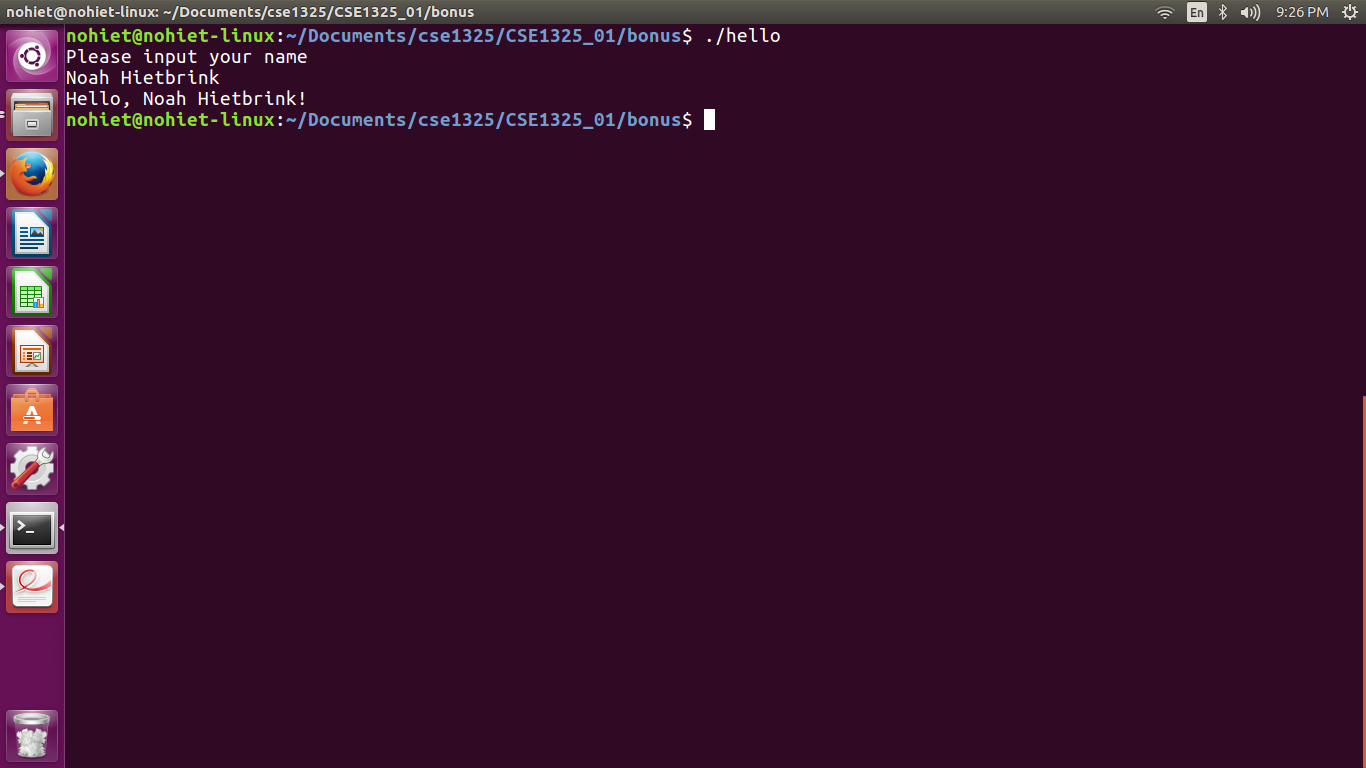 nohiet@nohiet-linux: ~/Documents/cse1325/CSE1325_01/bonus
En
9:26 PM
nohiet@nohiet-linux:~/Documents/cse1325/CSE1325_01/bonus$ ./hello
Please input your name
Noah Hietbrink
Hello, Noah Hietbrink!
nohiet@nohiet-linux:~/Documents/cse1325/CSE1325_01/bonus$